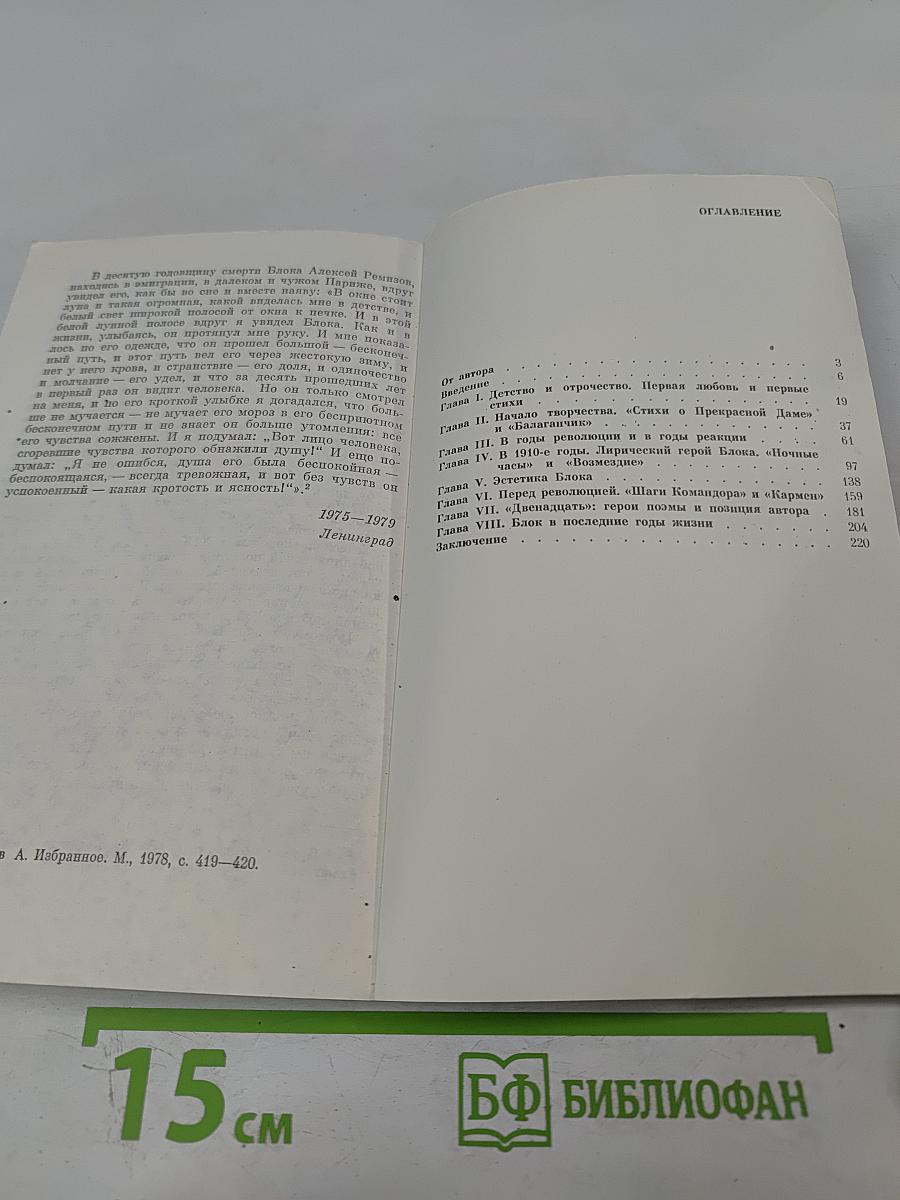 В десятую годовщину смерти Блока Алексей Ремизов,
находись в эмиграции, в далеком и чужом Париже, вдруг
увидел его, как бы во сне и вместе наяву: «В окне стоит
луна и такая огромная, какой виделась мне в детстве, и
белый свет широкой полосой от окна к печке. И в этой
белой лунной полосе вдруг я увидел Блока. Как и в
жизни, улыбаясь, он протянул мне руку. И мне показа-
лось по его одежде, что он прошел большой — бесконеч-
ный путь, и этот путь вел его через жестокую зиму, и
нет у него крова, и странствие — его доля, и одиночество
и молчание — его удел, и что за десять прошедших лет
в первый раз он видит человека. Но он только смотрел
на меня, и по его кроткой улыбке я догадался, что боль-
ше не мучается — не мучает его мороз в его бесприютном
бесконечном пути и не знает он больше утомления: все
его чувства сожжены. И я подумал: „Вот лицо человека,
сгоревшие чувства которого обнажили душу!“ И еще по-
думал: „Я не ошибся, душа его была беспокойная —
беспокоящаяся, — всегда тревожная, и вот без чувств он
успокоенный — какая кротость и ясность!“».²
1975—1979
Ленинград
в А. Избранное. М., 1978, с. 419—420.
ОГЛАВЛЕНИЕ
От автора . . . . . . . . . . . . . . . . . 3
Введение . . . . . . . . . . . . . . . . . 6
Глава I. Детство и отрочество. Первая любовь и первые
стихи . . . . . . . . . . . . . . . 19
Глава II. Начало творчества. «Стихи о Прекрасной Даме»
и «Балаганчик» . . . . . . . . . . . 37
Глава III. В годы революции и в годы реакции . . . . 61
Глава IV. В 1910-е годы. Лирический герой Блока. «Ночные
часы» и «Возмездие» . . . . . . . . . 97
Глава V. Эстетика Блока . . . . . . . . . . . . 138
Глава VI. Перед революцией. «Шаги Командора» и «Кармен» 159
Глава VII. «Двенадцать»: герои поэмы и позиция автора . 181
Глава VIII. Блок в последние годы жизни . . . . . . 204
Заключение . . . . . . . . . . . . . . . . 220
15 см
БФ БИБЛИОФАН